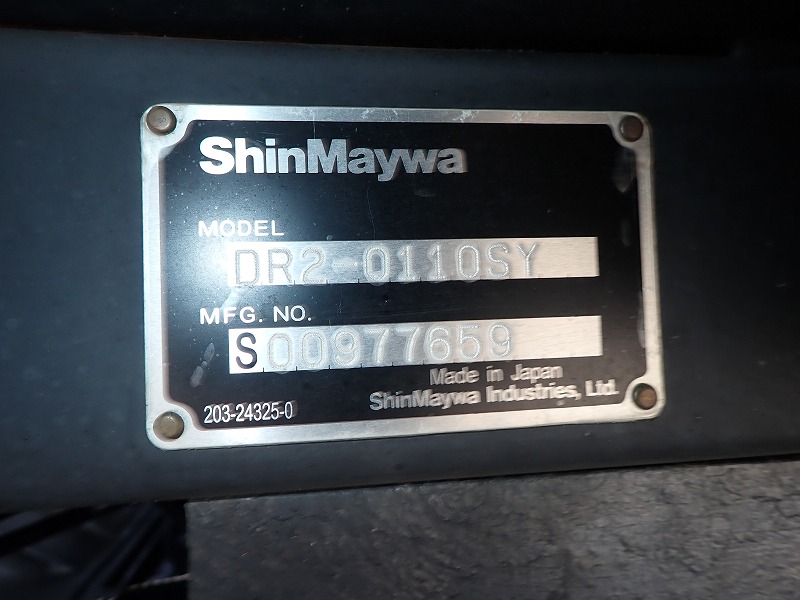 ShinMaywa
MODEL
DR2-0110SY
MFG. NO.
S00977659
Made in Japan
203-24325-0 ShinMaywa Industries, Ltd.